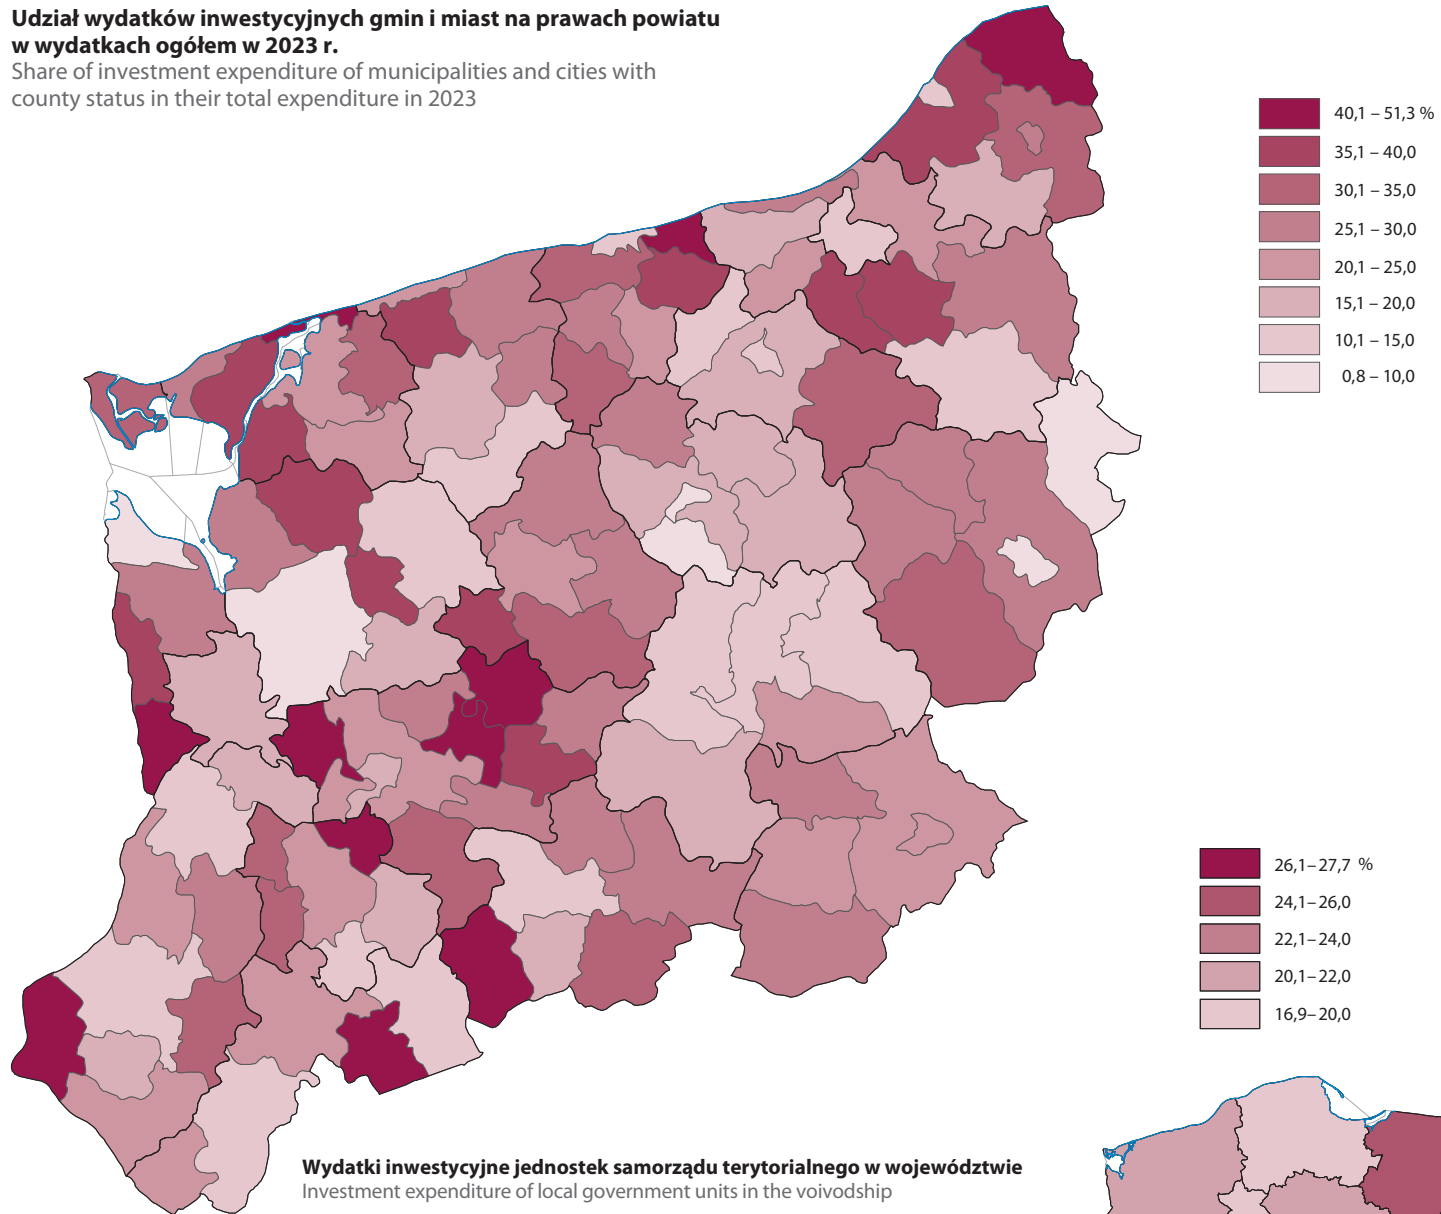 Udział wydatków inwestycyjnych gmin i miast na prawach powiatu
w wydatkach ogółem w 2023 r.
Share of investment expenditure of municipalities and cities with
county status in their total expenditure in 2023
40,1 – 51,3 %
35,1 – 40,0
30,1 – 35,0
25,1 – 30,0
20,1 – 25,0
15,1 – 20,0
10,1 – 15,0
0,8 – 10,0
26,1–27,7 %
24,1–26,0
22,1–24,0
20,1–22,0
16,9–20,0
Wydatki inwestycyjne jednostek samorządu terytorialnego w województwie
Investment expenditure of local government units in the voivodship